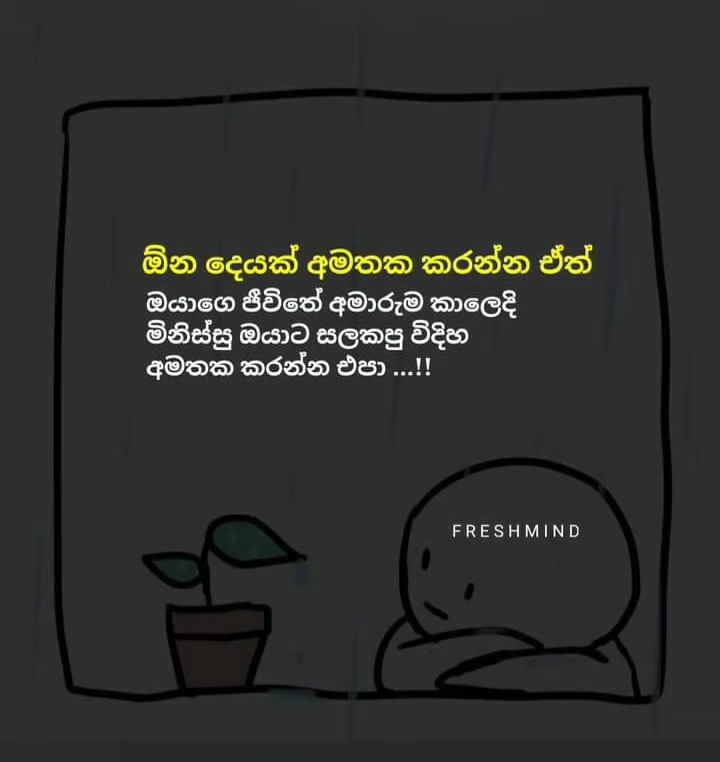 ඕන දෙයක් අමතක කරන්න ඒත්
ඔයාගෙ ජීවිතේ අමාරුම කාලෙදි
මිනිස්සු ඔයාට සලකපු විදිහ
අමතක කරන්න එපා ...!!
FRESHMIND